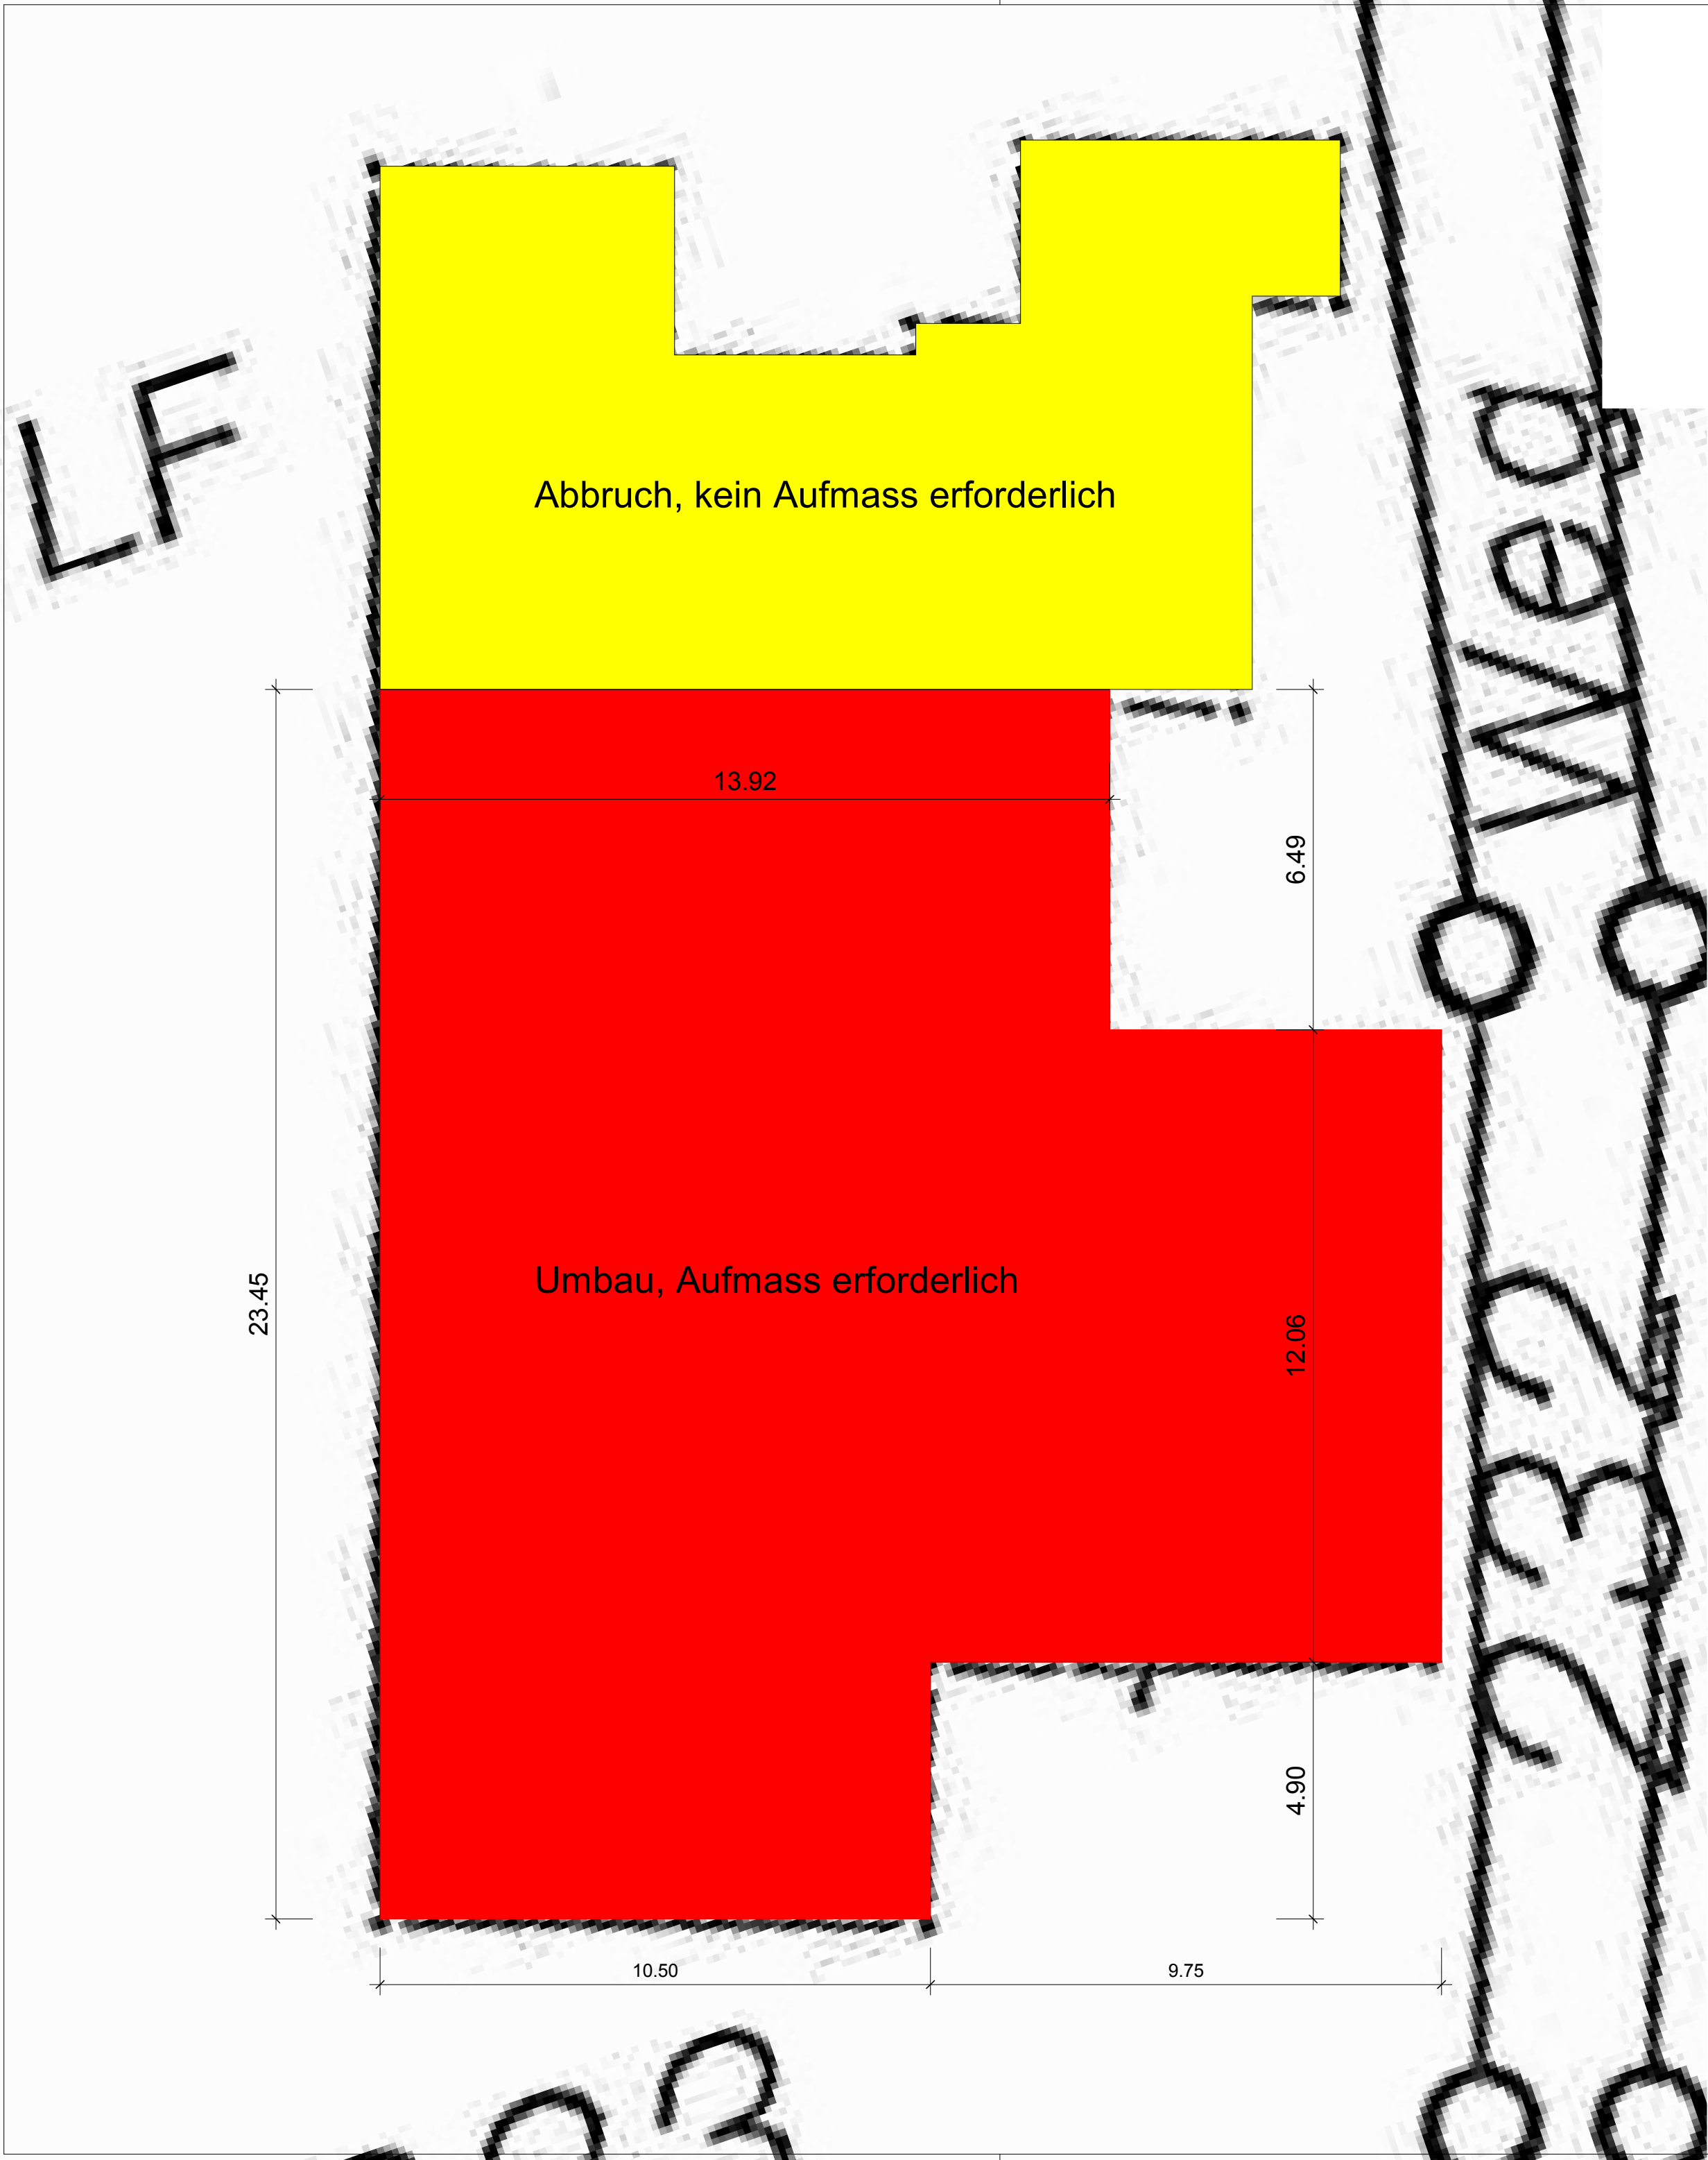 LF
Abbruch, kein Aufmass erforderlich
Weg
13.92
6.49
23.45
Umbau, Aufmass erforderlich
12.06
232
4.90
10.50
9.75